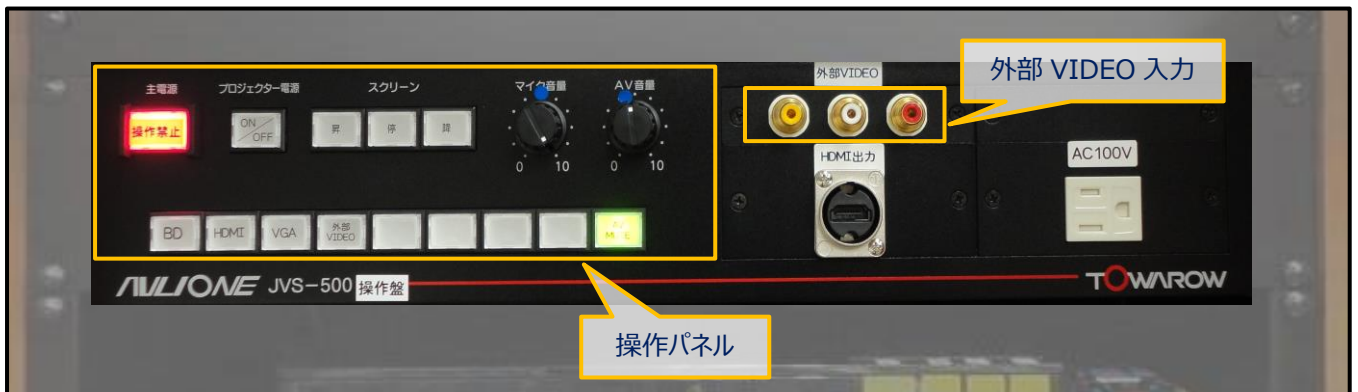 外部 VIDEO 入力
主電源
プロジェクター電源
スクリーン
マイク音量
AV音量
外部VIDEO
操作禁止
ON/OFF
昇
停
降
0
10
0
10
HDMI出力
AC100V
BD
HDMI
VGA
外部
VIDEO
AV
MUTE
AVLIONE JVS-500 操作盤
TOWAROW
操作パネル